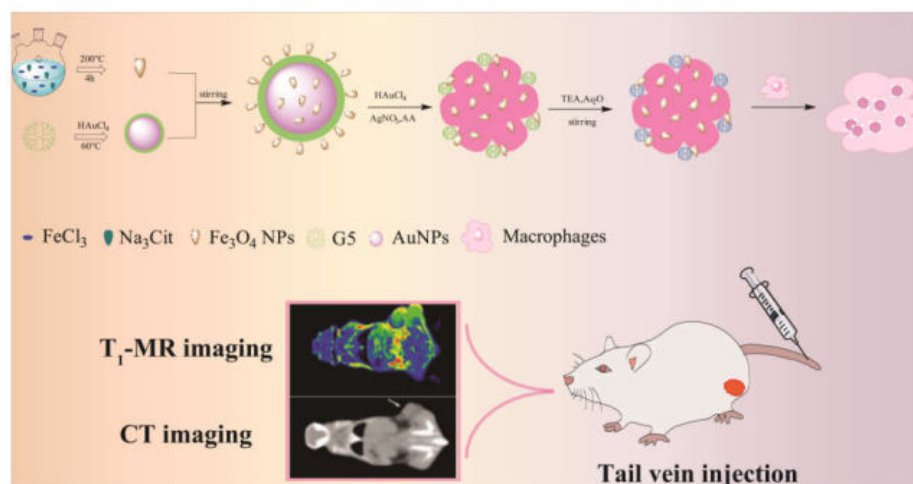 200°C
4h
HAuCl₄
60°C
stirring
HAuCl₄
AgNO₃,AA
TEA,Ac₂O
stirring
FeCl₃ Na₃Cit Fe₃O₄ NPs G5 AuNPs Macrophages
T₁-MR imaging
CT imaging
Tail vein injection